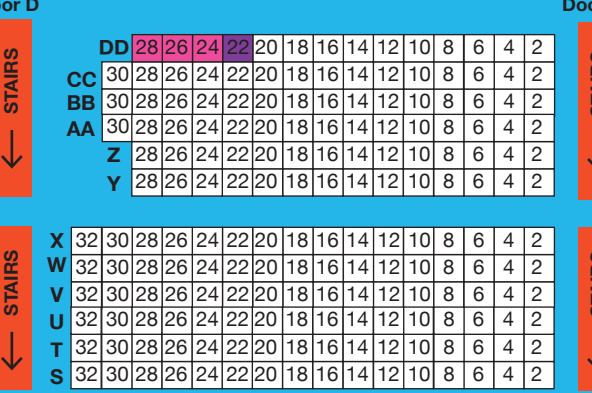 STAIRS
DD 28 26 24 22 20 18 16 14 12 10 8 6 4 2
CC 30 28 26 24 22 20 18 16 14 12 10 8 6 4 2
BB 30 28 26 24 22 20 18 16 14 12 10 8 6 4 2
AA 30 28 26 24 22 20 18 16 14 12 10 8 6 4 2
Z 28 26 24 22 20 18 16 14 12 10 8 6 4 2
Y 28 26 24 22 20 18 16 14 12 10 8 6 4 2
STAIRS
X 32 30 28 26 24 22 20 18 16 14 12 10 8 6 4 2
W 32 30 28 26 24 22 20 18 16 14 12 10 8 6 4 2
V 32 30 28 26 24 22 20 18 16 14 12 10 8 6 4 2
U 32 30 28 26 24 22 20 18 16 14 12 10 8 6 4 2
T 32 30 28 26 24 22 20 18 16 14 12 10 8 6 4 2
S 32 30 28 26 24 22 20 18 16 14 12 10 8 6 4 2